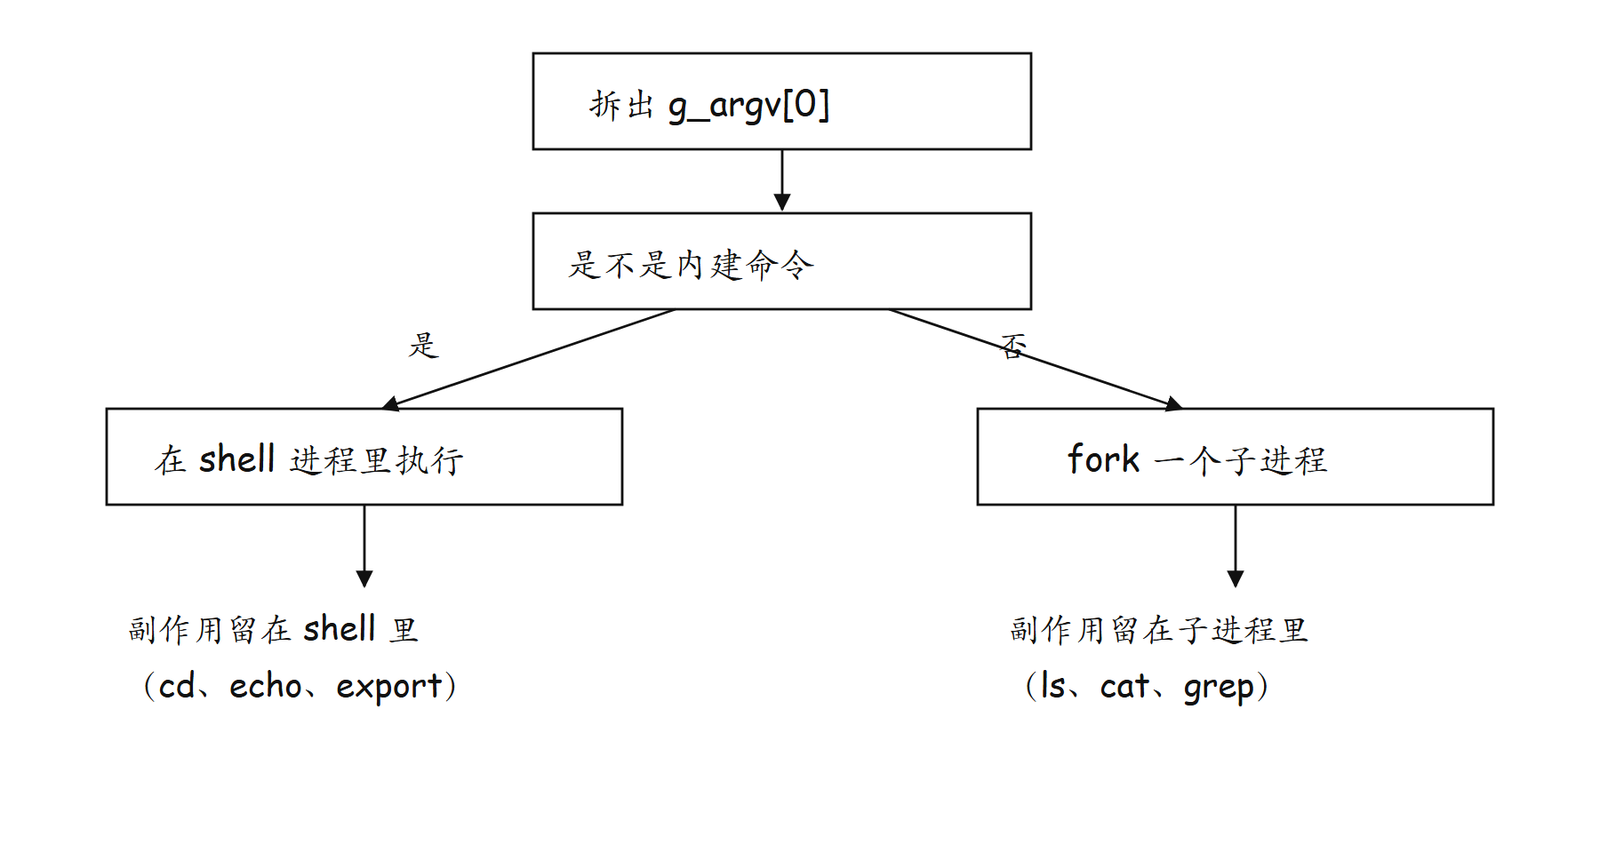 拆出 g_argv[0]
是不是内建命令
是
否
在 shell 进程里执行
fork 一个子进程
副作用留在 shell 里
（cd、echo、export）
副作用留在子进程里
（ls、cat、grep）